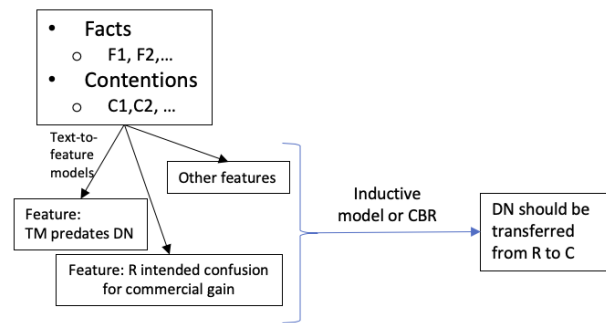 • Facts
o F1, F2,...
• Contentions
o C1,C2, ...
Text-to-
feature
models
Other features
Feature:
TM predates DN
Feature: R intended confusion
for commercial gain
Inductive
model or CBR
DN should be
transferred
from R to C